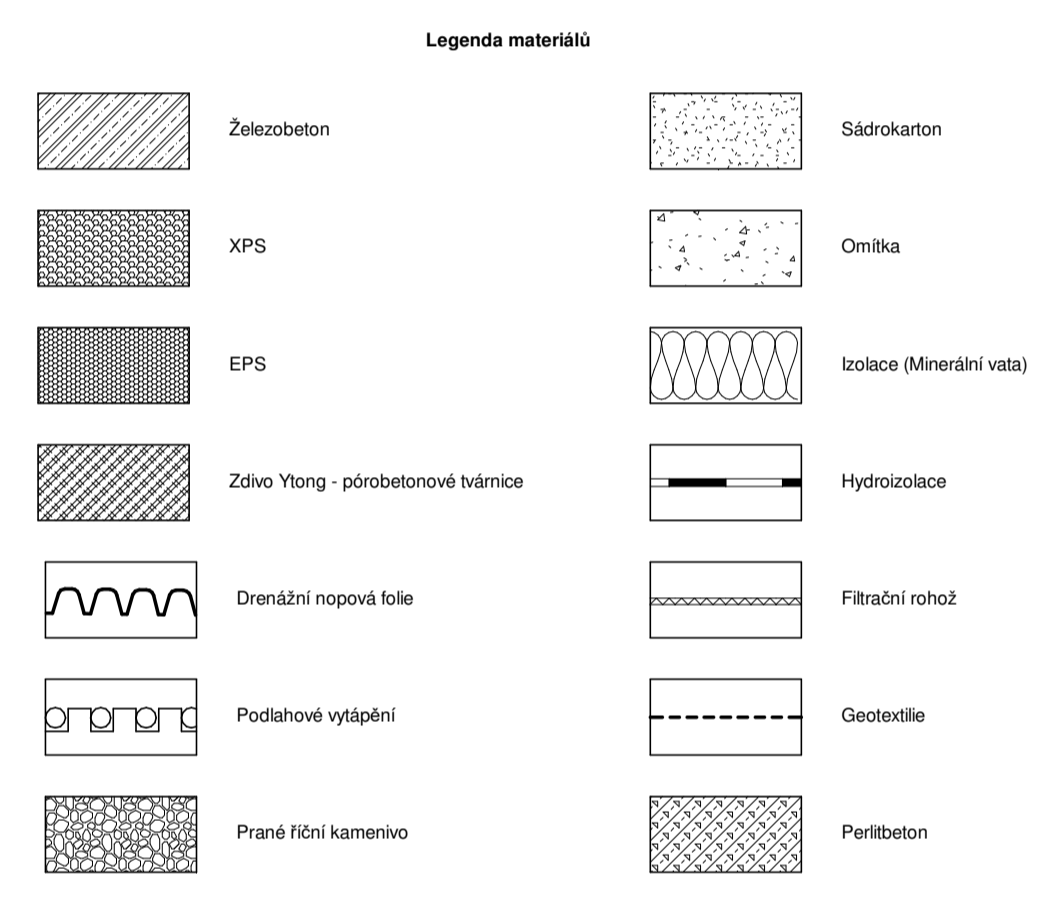 Legenda materiálů
Železobeton
Sádrokarton
XPS
Omítka
EPS
Izolace (Minerální vata)
Zdivo Ytong - pórobetonové tvárnice
Hydroizolace
Drenážní nopová folie
Filtrační rohož
Podlahové vytápění
Geotextilie
Prané říční kamenivo
Perlitbeton